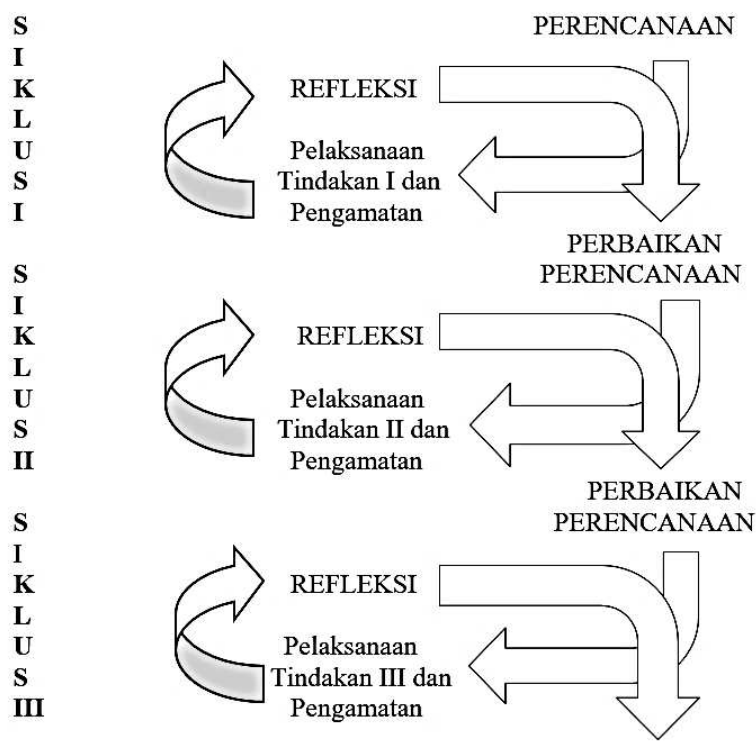 S
I
K
L
U
S
I
PERENCANAAN
REFLEKSI
Pelaksanaan
Tindakan I dan
Pengamatan
S
I
K
L
U
S
II
PERBAIKAN
PERENCANAAN
REFLEKSI
Pelaksanaan
Tindakan II dan
Pengamatan
S
I
K
L
U
S
III
PERBAIKAN
PERENCANAAN
REFLEKSI
Pelaksanaan
Tindakan III dan
Pengamatan